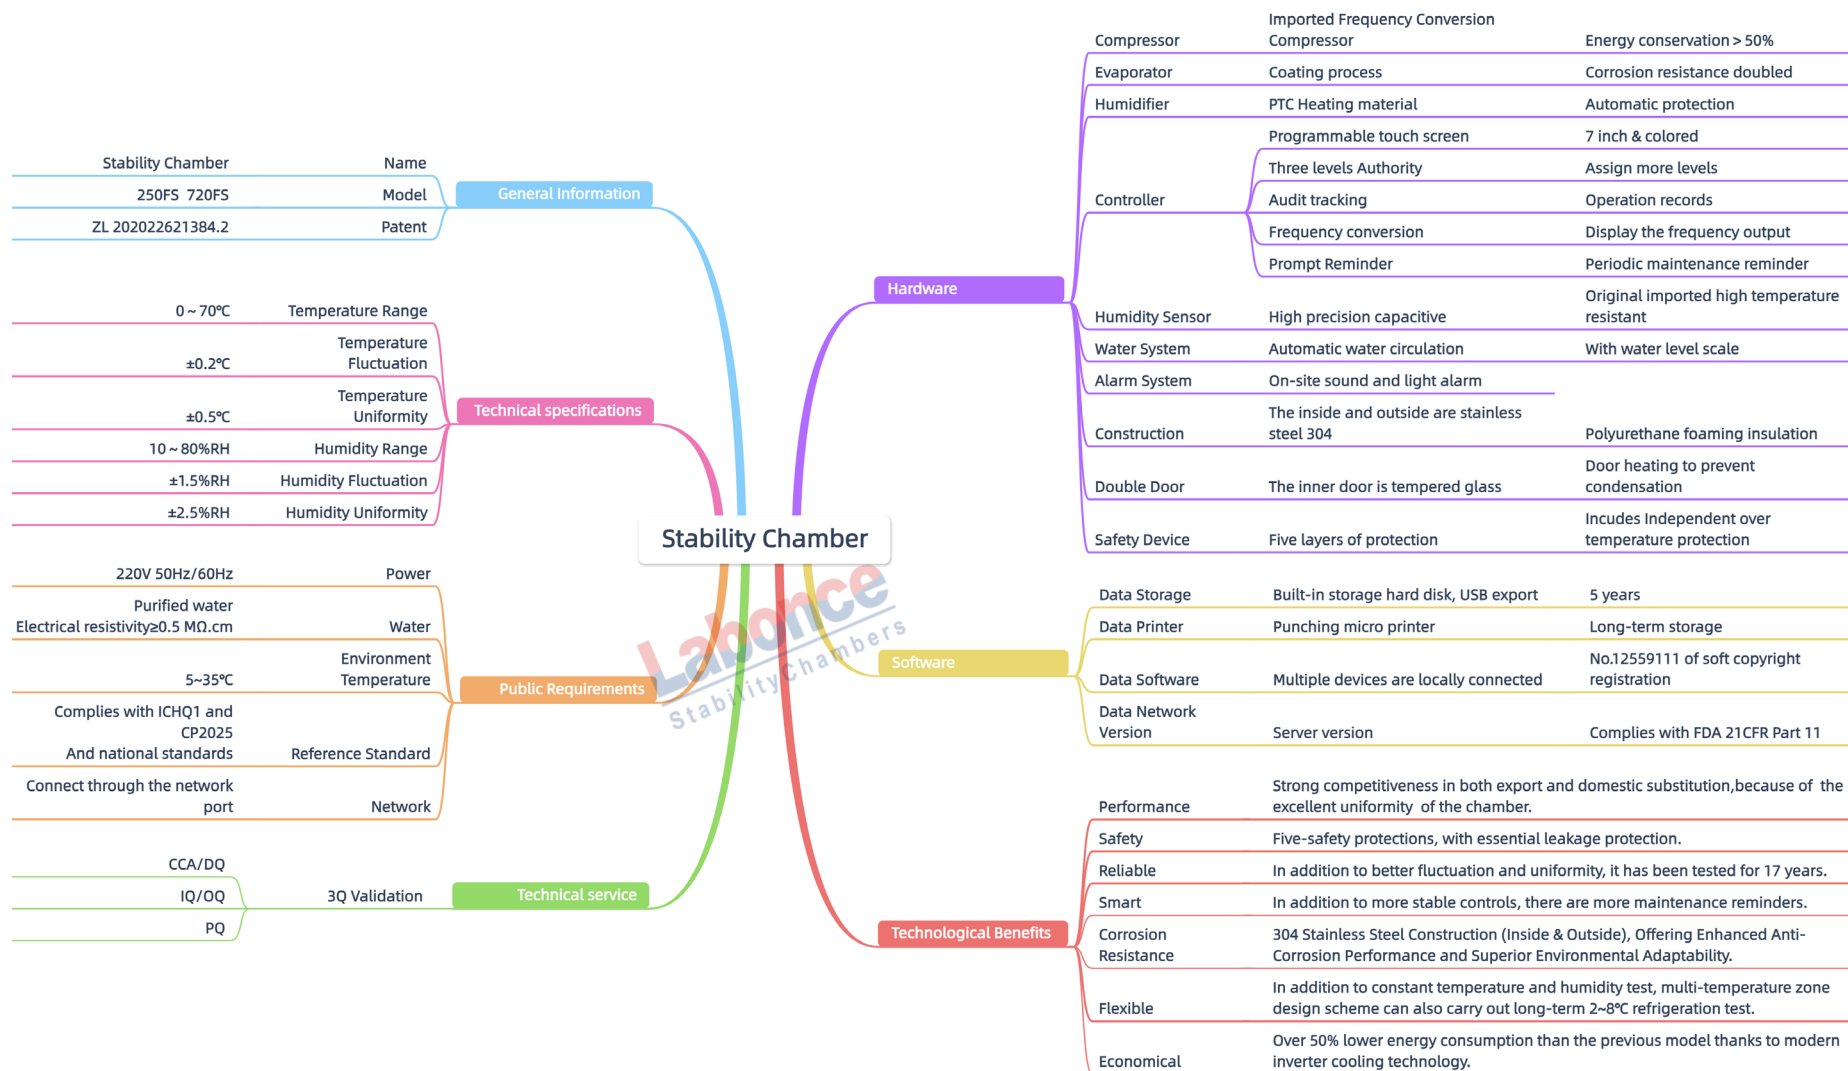 Stability Chamber
Labonce
Stability Chambers
General Information
Name
Stability Chamber
Model
250FS 720FS
Patent
ZL 202022621384.2
Technical specifications
Temperature Range
0 ~ 70℃
Temperature
Fluctuation
±0.2℃
Temperature
Uniformity
±0.5℃
Humidity Range
10 ~ 80%RH
Humidity Fluctuation
±1.5%RH
Humidity Uniformity
±2.5%RH
Public Requirements
Power
220V 50Hz/60Hz
Water
Purified water
Electrical resistivity≥0.5 MΩ.cm
Environment
Temperature
5~35℃
Reference Standard
Complies with ICHQ1 and
CP2025
And national standards
Network
Connect through the network
port
Technical service
3Q Validation
CCA/DQ
IQ/OQ
PQ
Hardware
Compressor
Imported Frequency Conversion
Compressor
Energy conservation > 50%
Evaporator
Coating process
Corrosion resistance doubled
Humidifier
PTC Heating material
Automatic protection
Controller
Programmable touch screen
7 inch & colored
Three levels Authority
Assign more levels
Audit tracking
Operation records
Frequency conversion
Display the frequency output
Prompt Reminder
Periodic maintenance reminder
Humidity Sensor
High precision capacitive
Original imported high temperature
resistant
Water System
Automatic water circulation
With water level scale
Alarm System
On-site sound and light alarm
Construction
The inside and outside are stainless
steel 304
Polyurethane foaming insulation
Double Door
The inner door is tempered glass
Door heating to prevent
condensation
Safety Device
Five layers of protection
Incudes Independent over
temperature protection
Software
Data Storage
Built-in storage hard disk, USB export
5 years
Data Printer
Punching micro printer
Long-term storage
Data Software
Multiple devices are locally connected
No.12559111 of soft copyright
registration
Data Network
Version
Server version
Complies with FDA 21CFR Part 11
Technological Benefits
Performance
Strong competitiveness in both export and domestic substitution,because of the
excellent uniformity of the chamber.
Safety
Five-safety protections, with essential leakage protection.
Reliable
In addition to better fluctuation and uniformity, it has been tested for 17 years.
Smart
In addition to more stable controls, there are more maintenance reminders.
Corrosion
Resistance
304 Stainless Steel Construction (Inside & Outside), Offering Enhanced Anti-
Corrosion Performance and Superior Environmental Adaptability.
Flexible
In addition to constant temperature and humidity test, multi-temperature zone
design scheme can also carry out long-term 2~8℃ refrigeration test.
Economical
Over 50% lower energy consumption than the previous model thanks to modern
inverter cooling technology.